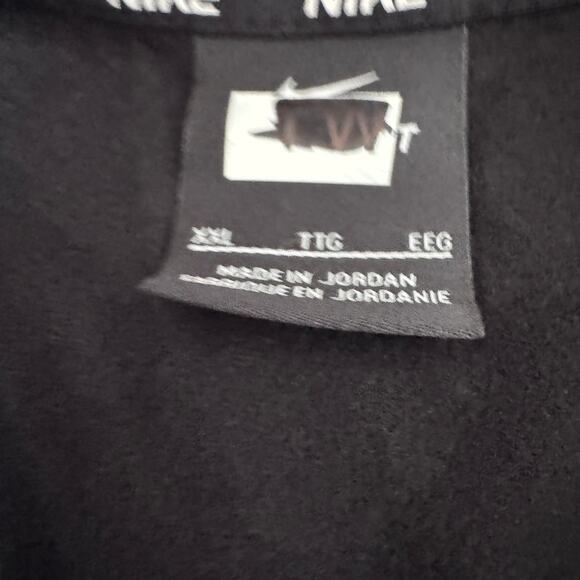 NIKE NIKE
XXL TTG EEG
MADE IN JORDAN
FABRIQUE EN JORDANIE